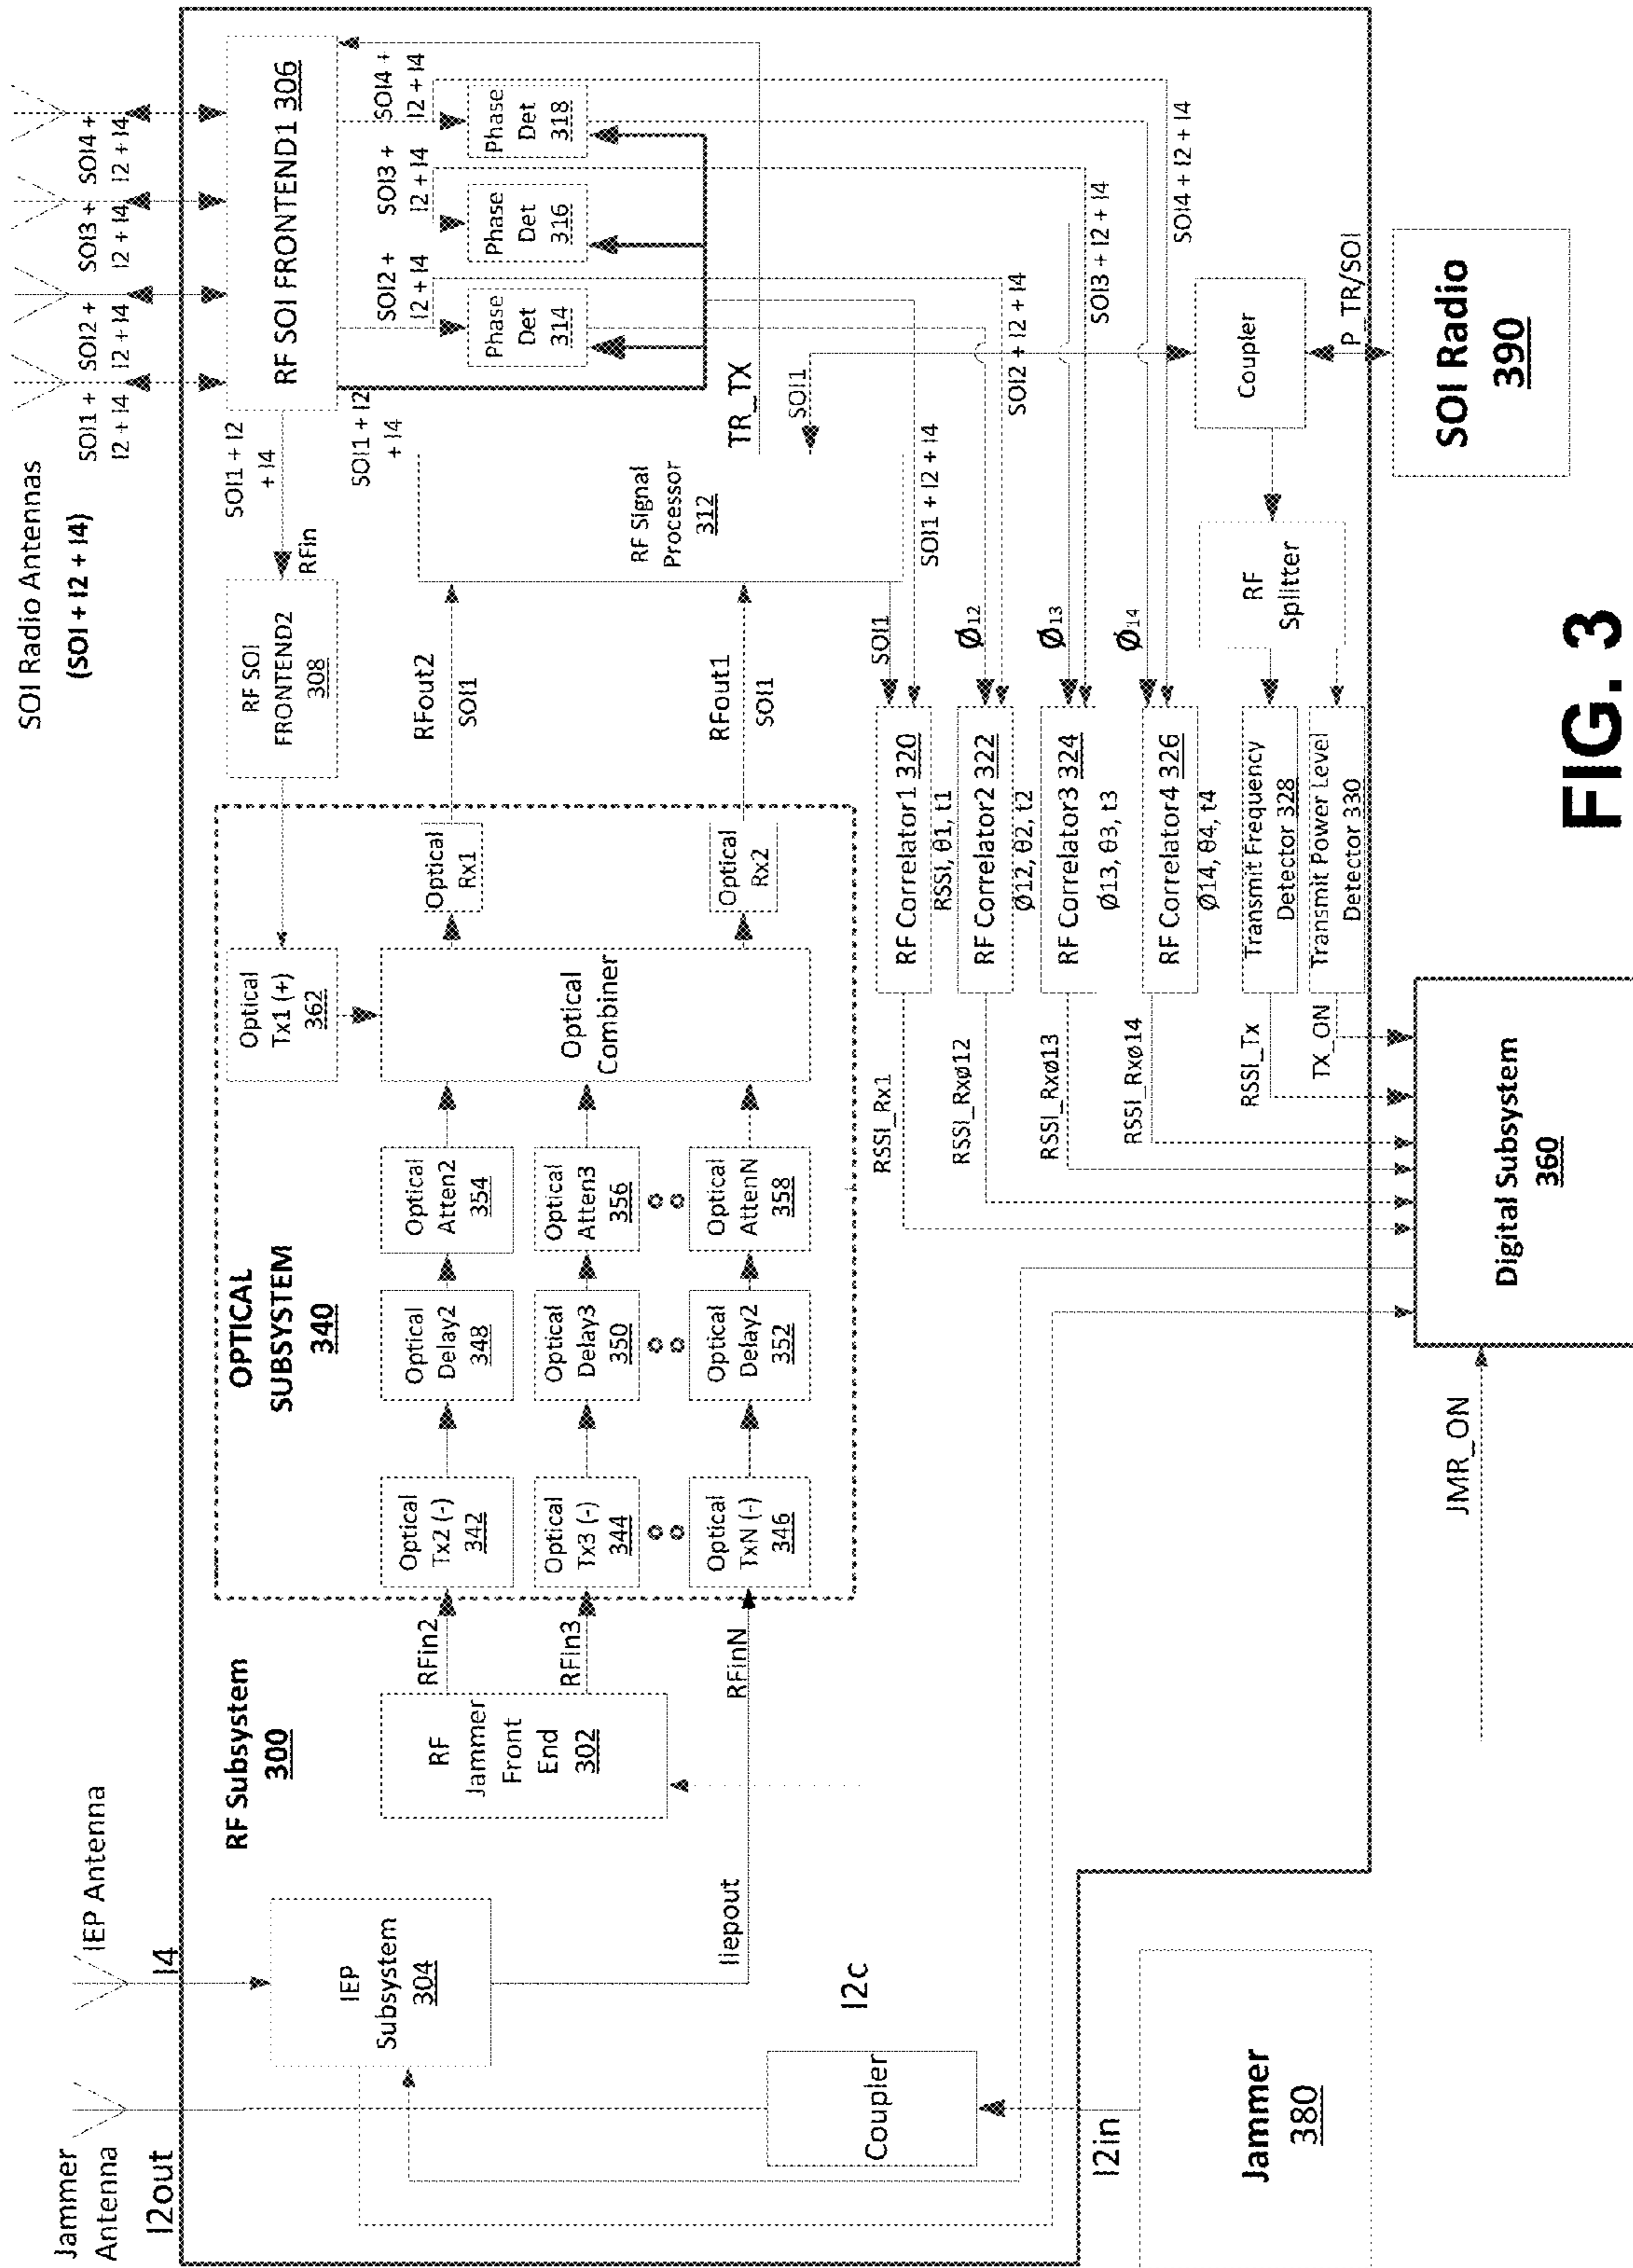 SOI Radio Antennas
(SOI + I2 + I4)
SOI1 +
I2 + I4
SOI2 +
I2 + I4
SOI3 +
I2 + I4
SOI4 +
I2 + I4
Jammer
Antenna
I2out
IEP Antenna
I4
RF Subsystem
300
IEP
Subsystem
304
RF
Jammer
Front
End
302
Iiepout
I2c
Coupler
I2in
Jammer
380
RFin2
RFin3
RFinN
OPTICAL
SUBSYSTEM
340
Optical
Tx2 (-)
342
Optical
Tx3 (-)
344
Optical
TxN (-)
346
Optical
Delay2
348
Optical
Delay3
350
Optical
Delay2
352
Optical
Atten2
354
Optical
Atten3
356
Optical
AttenN
358
Optical
Tx1 (+)
362
Optical
Combiner
Optical
Rx1
Optical
Rx2
RF SOI
FRONTEND2
308
RFin
SOI1 + I2
+ I4
RF SOI FRONTEND1 306
SOI1 + I2
+ I4
SOI2 +
I2 + I4
SOI3 +
I2 + I4
SOI4 +
I2 + I4
Phase
Det
314
Phase
Det
316
Phase
Det
318
RFout2
SOI1
RFout1
SOI1
RF Signal
Processor
312
TR_TX
SOI1
SOI1
SOI1 + I2 + I4
Ø12
SOI2 + I2 + I4
Ø13
SOI3 + I2 + I4
Ø14
SOI4 + I2 + I4
RF Correlator1 320
RSSI, θ1, t1
RF Correlator2 322
Ø12, θ2, t2
RF Correlator3 324
Ø13, θ3, t3
RF Correlator4 326
Ø14, θ4, t4
Transmit Frequency
Detector 328
Transmit Power Level
Detector 330
RF
Splitter
Coupler
P_TR/SOI
SOI Radio
390
RSSI_Rx1
RSSI_Rxø12
RSSI_Rxø13
RSSI_Rxø14
RSSI_Tx
TX_ON
Digital Subsystem
360
JMR_ON
FIG. 3